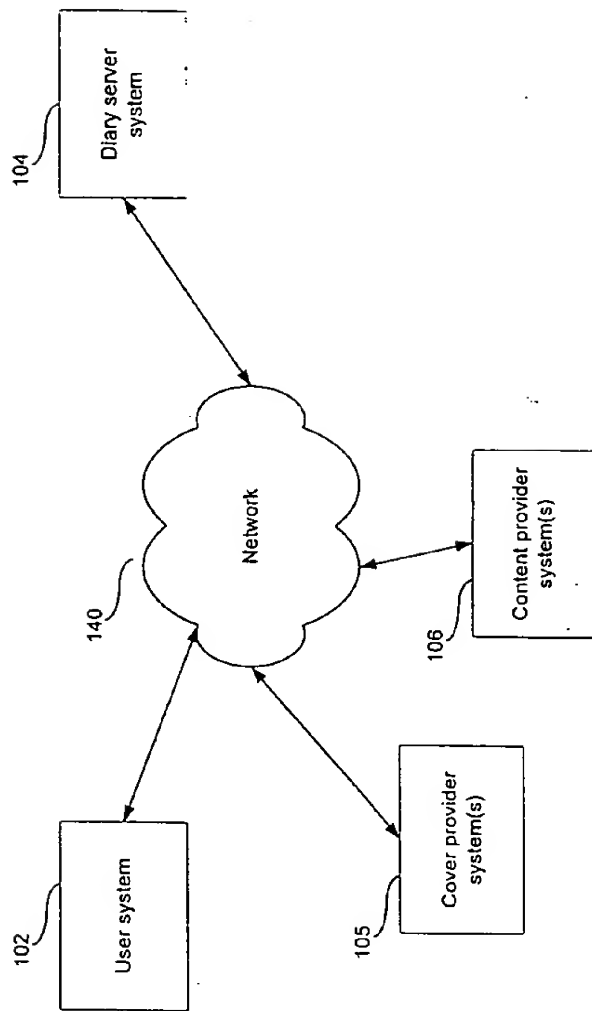 102
User system
140
Network
104
Diary server
system
105
Cover provider
system(s)
106
Content provider
system(s)